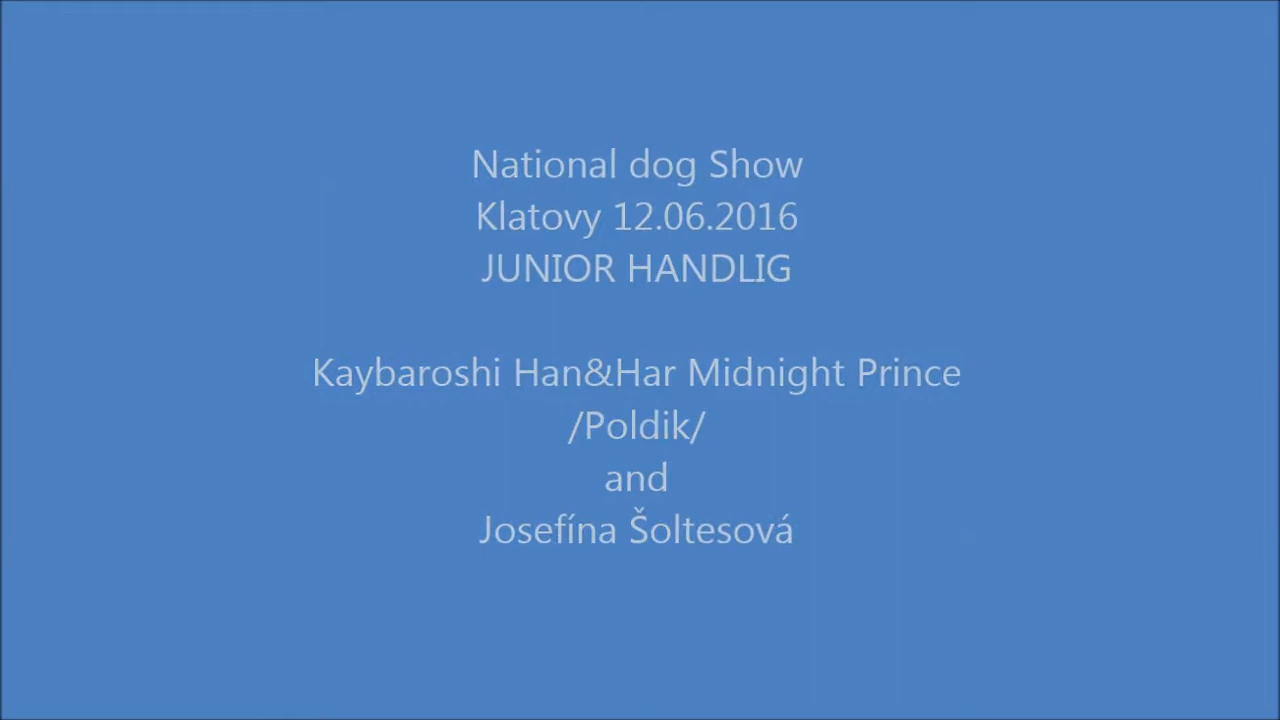 National dog Show
Klatovy 12.06.2016
JUNIOR HANDLIG
Kaybaroshi Han&Har Midnight Prince
/Poldik/
and
Josefína Šoltesová